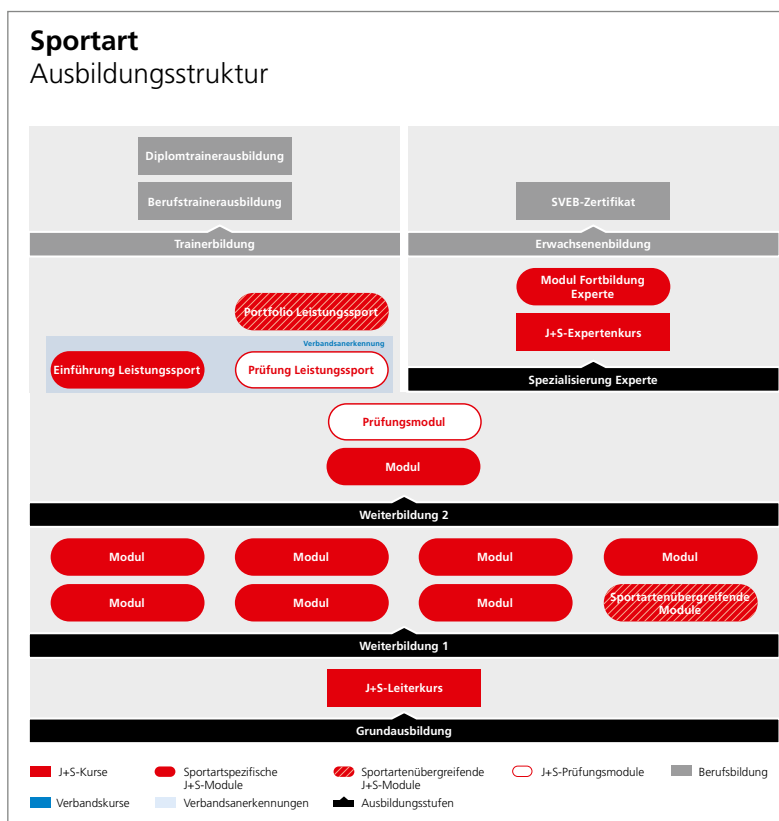 Sportart
Ausbildungsstruktur
Diplomtrainerausbildung
Berufstrainerausbildung
SVEB-Zertifikat
Trainerbildung
Erwachsenenbildung
Modul Fortbildung
Experte
Portfolio Leistungssport
J+S-Expertenkurs
Verbandsanerkennung
Einführung Leistungssport
Prüfung Leistungssport
Spezialisierung Experte
Prüfungsmodul
Modul
Weiterbildung 2
Modul
Modul
Modul
Modul
Modul
Modul
Modul
Sportartenübergreifende
Module
Weiterbildung 1
J+S-Leiterkurs
Grundausbildung
J+S-Kurse
Sportartspezifische
J+S-Module
Sportartenübergreifende
J+S-Module
J+S-Prüfungsmodule
Berufsbildung
Verbandskurse
Verbandsanerkennungen
Ausbildungsstufen